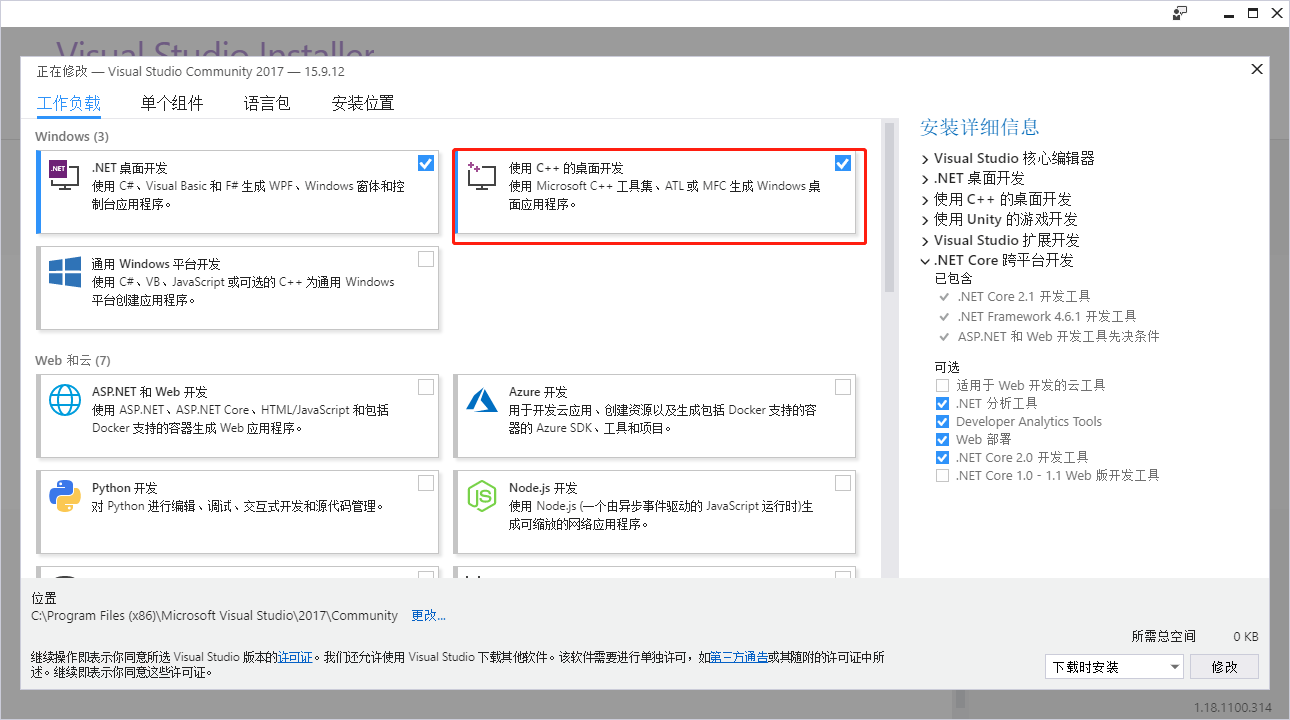 Visual Studio Installer
正在修改 — Visual Studio Community 2017 — 15.9.12
工作负载 单个组件 语言包 安装位置
Windows (3)
.NET
.NET 桌面开发
使用 C#、Visual Basic 和 F# 生成 WPF、Windows 窗体和控
制台应用程序。
使用 C++ 的桌面开发
使用 Microsoft C++ 工具集、ATL 或 MFC 生成 Windows 桌
面应用程序。
通用 Windows 平台开发
使用 C#、VB、JavaScript 或可选的 C++ 为通用 Windows
平台创建应用程序。
Web 和云 (7)
ASP.NET 和 Web 开发
使用 ASP.NET、ASP.NET Core、HTML/JavaScript 和包括
Docker 支持的容器生成 Web 应用程序。
Azure 开发
用于开发云应用、创建资源以及生成包括 Docker 支持的容
器的 Azure SDK、工具和项目。
Python 开发
对 Python 进行编辑、调试、交互式开发和源代码管理。
Node.js 开发
使用 Node.js (一个由异步事件驱动的 JavaScript 运行时)生
成可缩放的网络应用程序。
安装详细信息
Visual Studio 核心编辑器
.NET 桌面开发
使用 C++ 的桌面开发
使用 Unity 的游戏开发
Visual Studio 扩展开发
.NET Core 跨平台开发
已包含
.NET Core 2.1 开发工具
.NET Framework 4.6.1 开发工具
ASP.NET 和 Web 开发工具先决条件
可选
适用于 Web 开发的云工具
.NET 分析工具
Developer Analytics Tools
Web 部署
.NET Core 2.0 开发工具
.NET Core 1.0 - 1.1 Web 版开发工具
位置
C:\Program Files (x86)\Microsoft Visual Studio\2017\Community 更改...
所需总空间 0 KB
继续操作即表示你同意所选 Visual Studio 版本的许可证。我们还允许使用 Visual Studio 下载其他软件。该软件需要进行单独许可，如第三方通告或其随附的许可证中所
述。继续即表示你同意这些许可证。
下载时安装 修改
1.18.1100.314